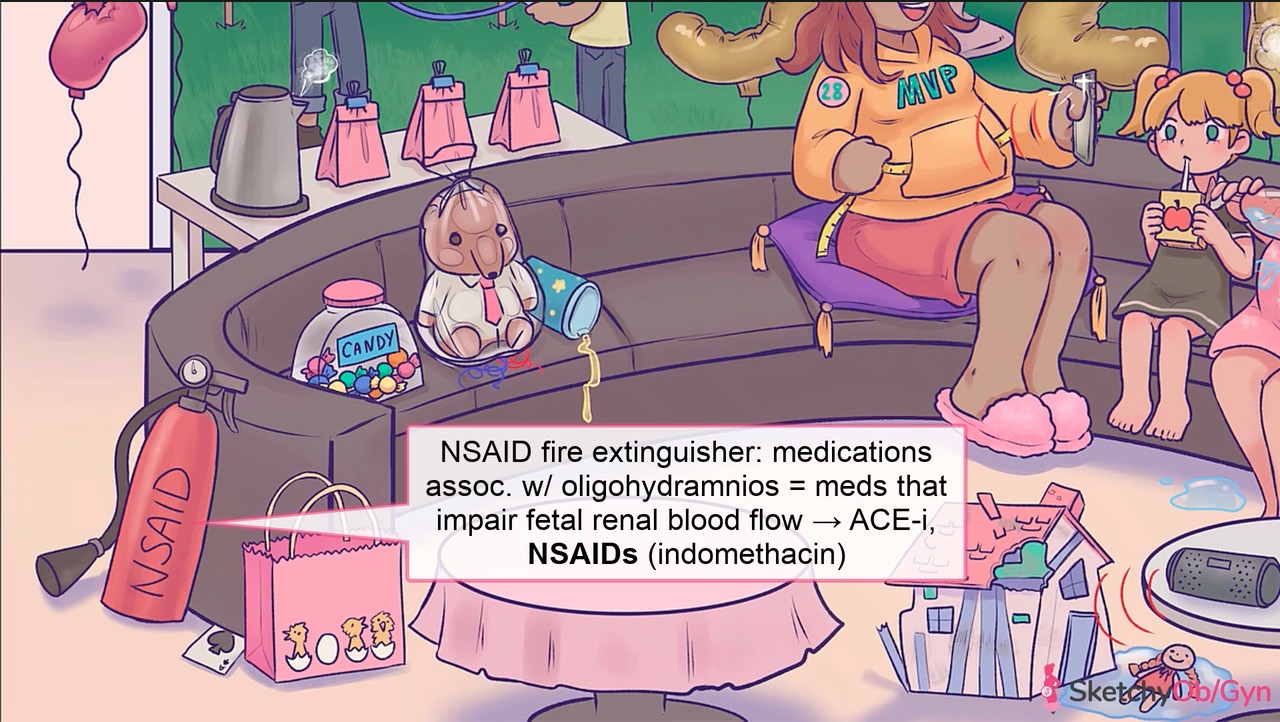 28
MVP
CANDY
NSAID
NSAID fire extinguisher: medications
assoc. w/ oligohydramnios = meds that
impair fetal renal blood flow → ACE-i,
NSAIDs (indomethacin)
SketchyOb/Gyn